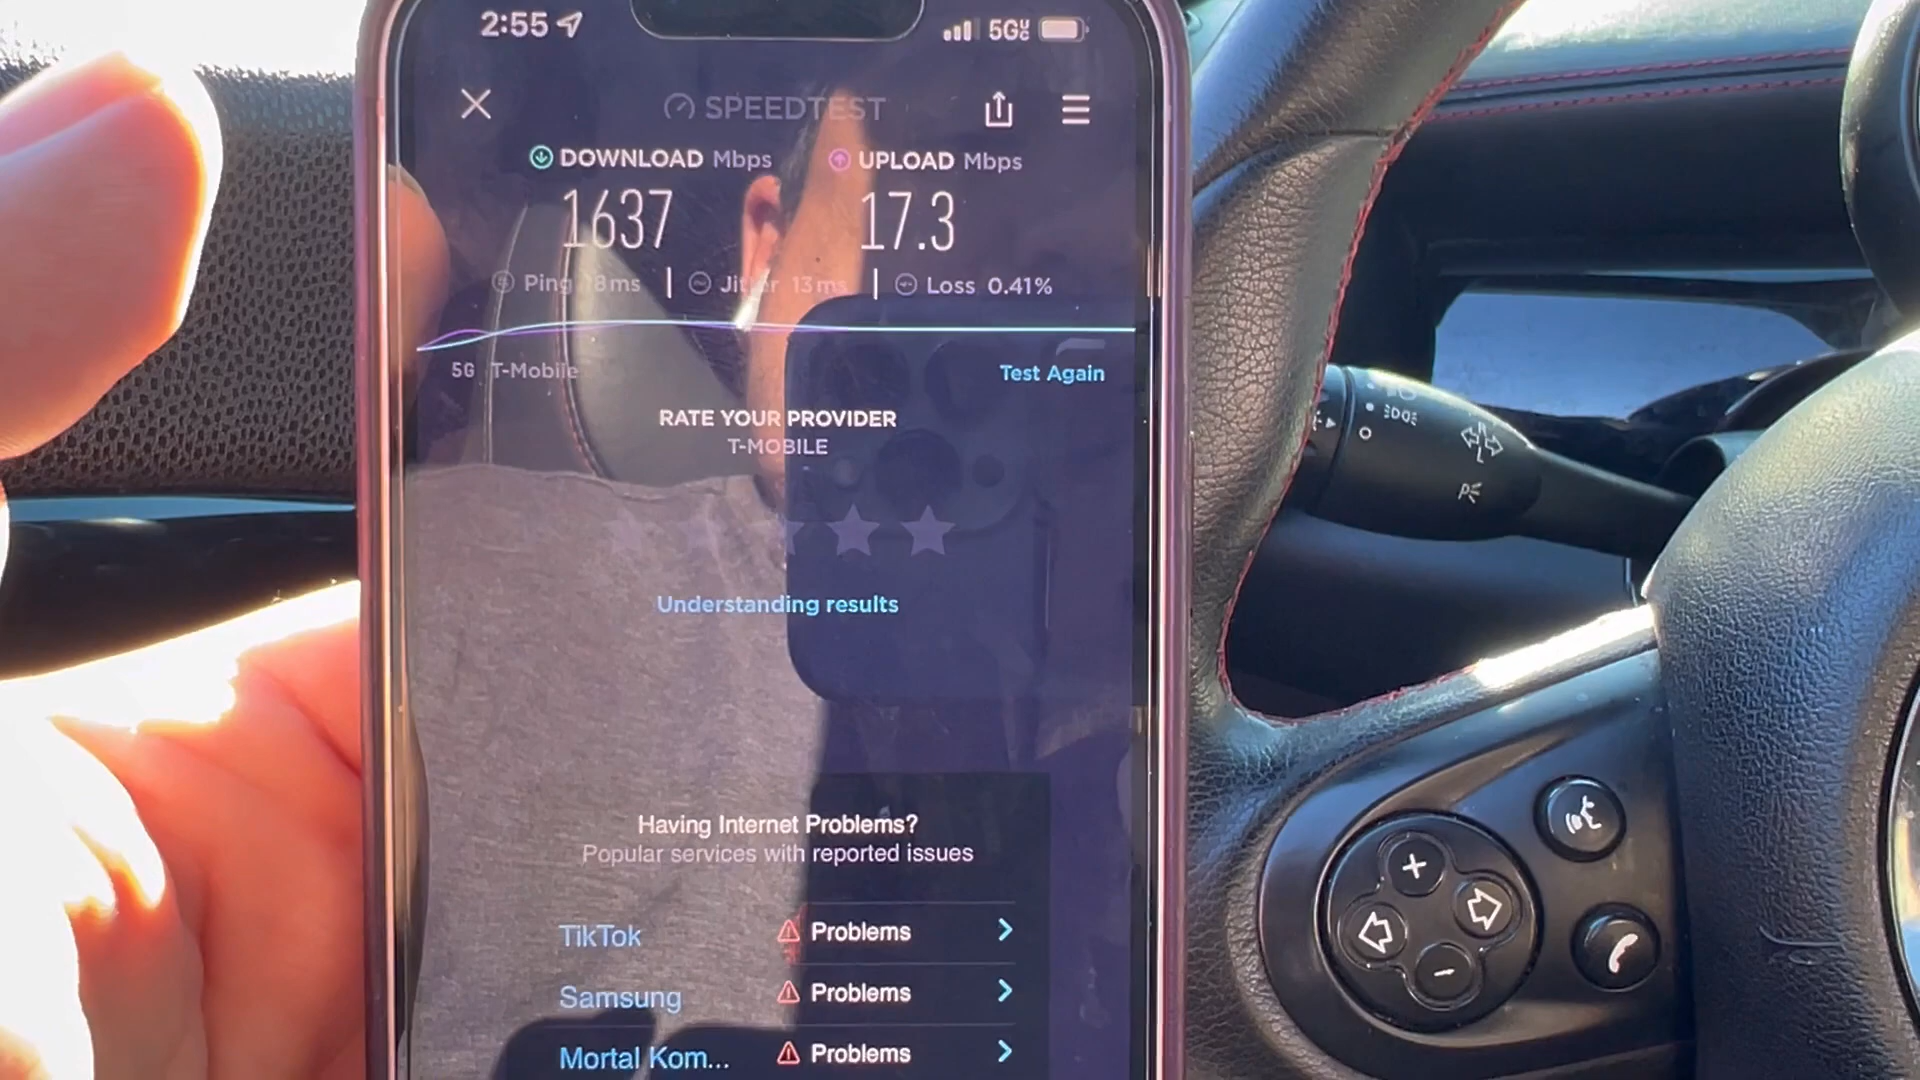 2:55 5G UC
SPEEDTEST
DOWNLOAD Mbps UPLOAD Mbps
1637 17.3
Ping 8ms Jitter 13ms Loss 0.41%
5G T-Mobile Test Again
RATE YOUR PROVIDER
T-MOBILE
Understanding results
Having Internet Problems?
Popular services with reported issues
TikTok Problems
Samsung Problems
Mortal Kom... Problems
R
L
P